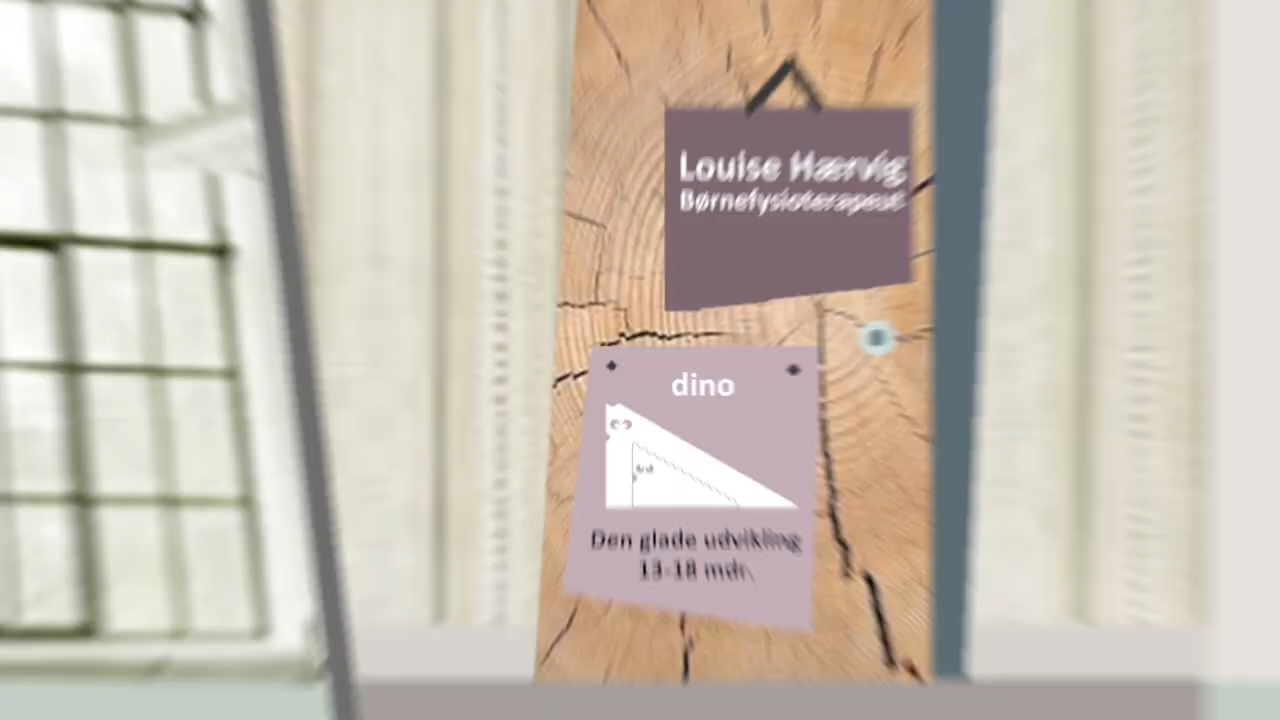 Louise Hærvig
Børnefysioterapeut
dino
Den glade udvikling
13-18 mdr.